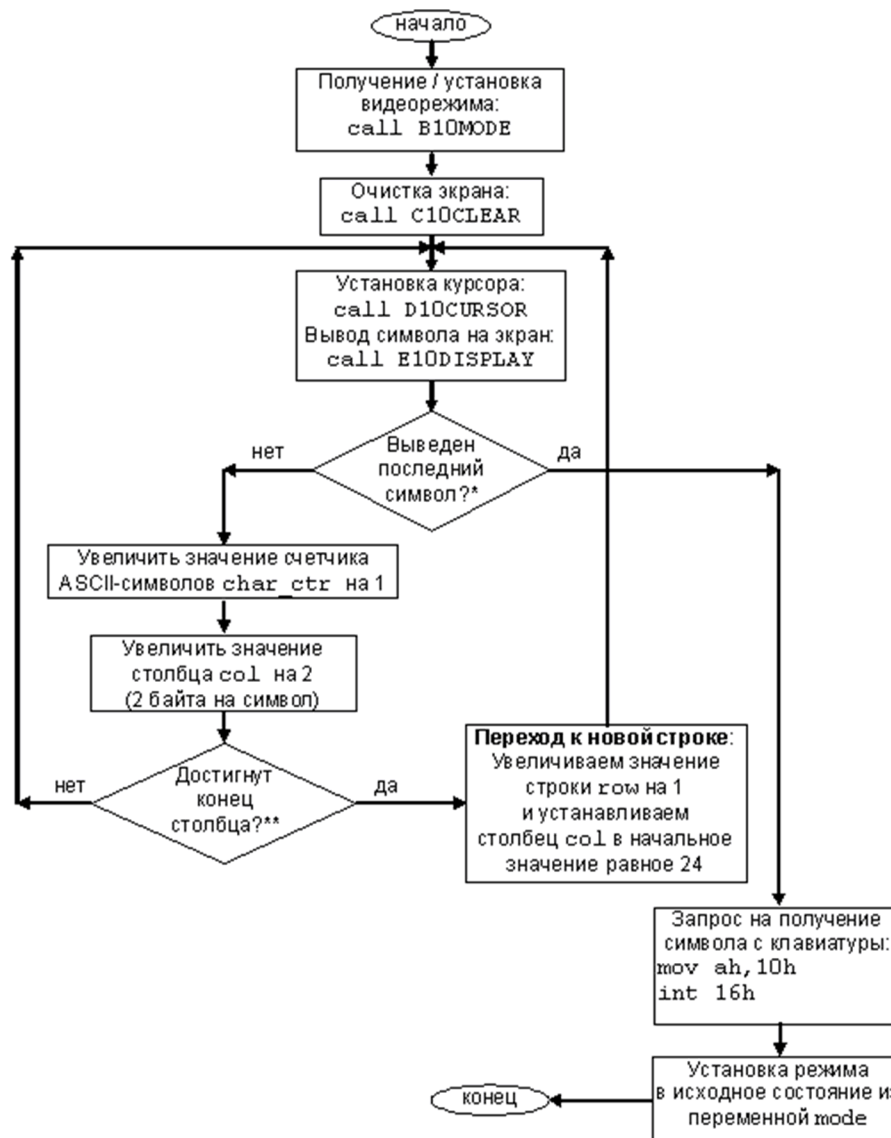 начало
Получение / установка
видеорежима:
call B10MODE
Очистка экрана:
call C10CLEAR
Установка курсора:
call D10CURSOR
Вывод символа на экран:
call E10DISPLAY
нет
Выведен
последний
символ?*
да
Увеличить значение счетчика
ASCII-символов char_ctr на 1
Увеличить значение
столбца col на 2
(2 байта на символ)
нет
Достигнут
конец
столбца?**
да
Переход к новой строке:
Увеличиваем значение
строки row на 1
и устанавливаем
столбец col в начальное
значение равное 24
Запрос на получение
символа с клавиатуры:
mov ah,10h
int 16h
Установка режима
в исходное состояние из
переменной mode
конец